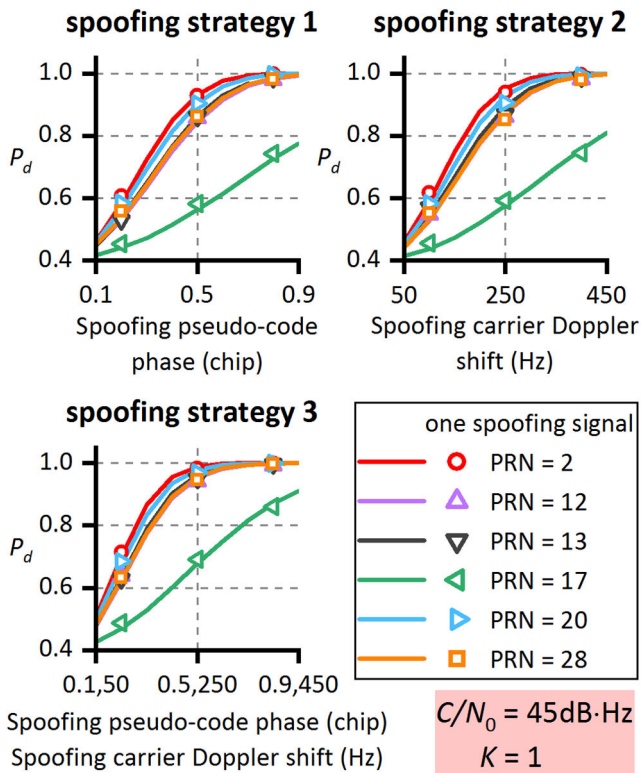 spoofing strategy 1
1.0
0.8
P_d
0.6
0.4
0.1 0.5 0.9
Spoofing pseudo-code
phase (chip)
spoofing strategy 2
1.0
0.8
P_d
0.6
0.4
50 250 450
Spoofing carrier Doppler
shift (Hz)
spoofing strategy 3
1.0
0.8
P_d
0.6
0.4
0.1,50 0.5,250 0.9,450
Spoofing pseudo-code phase (chip)
Spoofing carrier Doppler shift (Hz)
one spoofing signal
PRN = 2
PRN = 12
PRN = 13
PRN = 17
PRN = 20
PRN = 28
C/N₀ = 45dB·Hz
K = 1